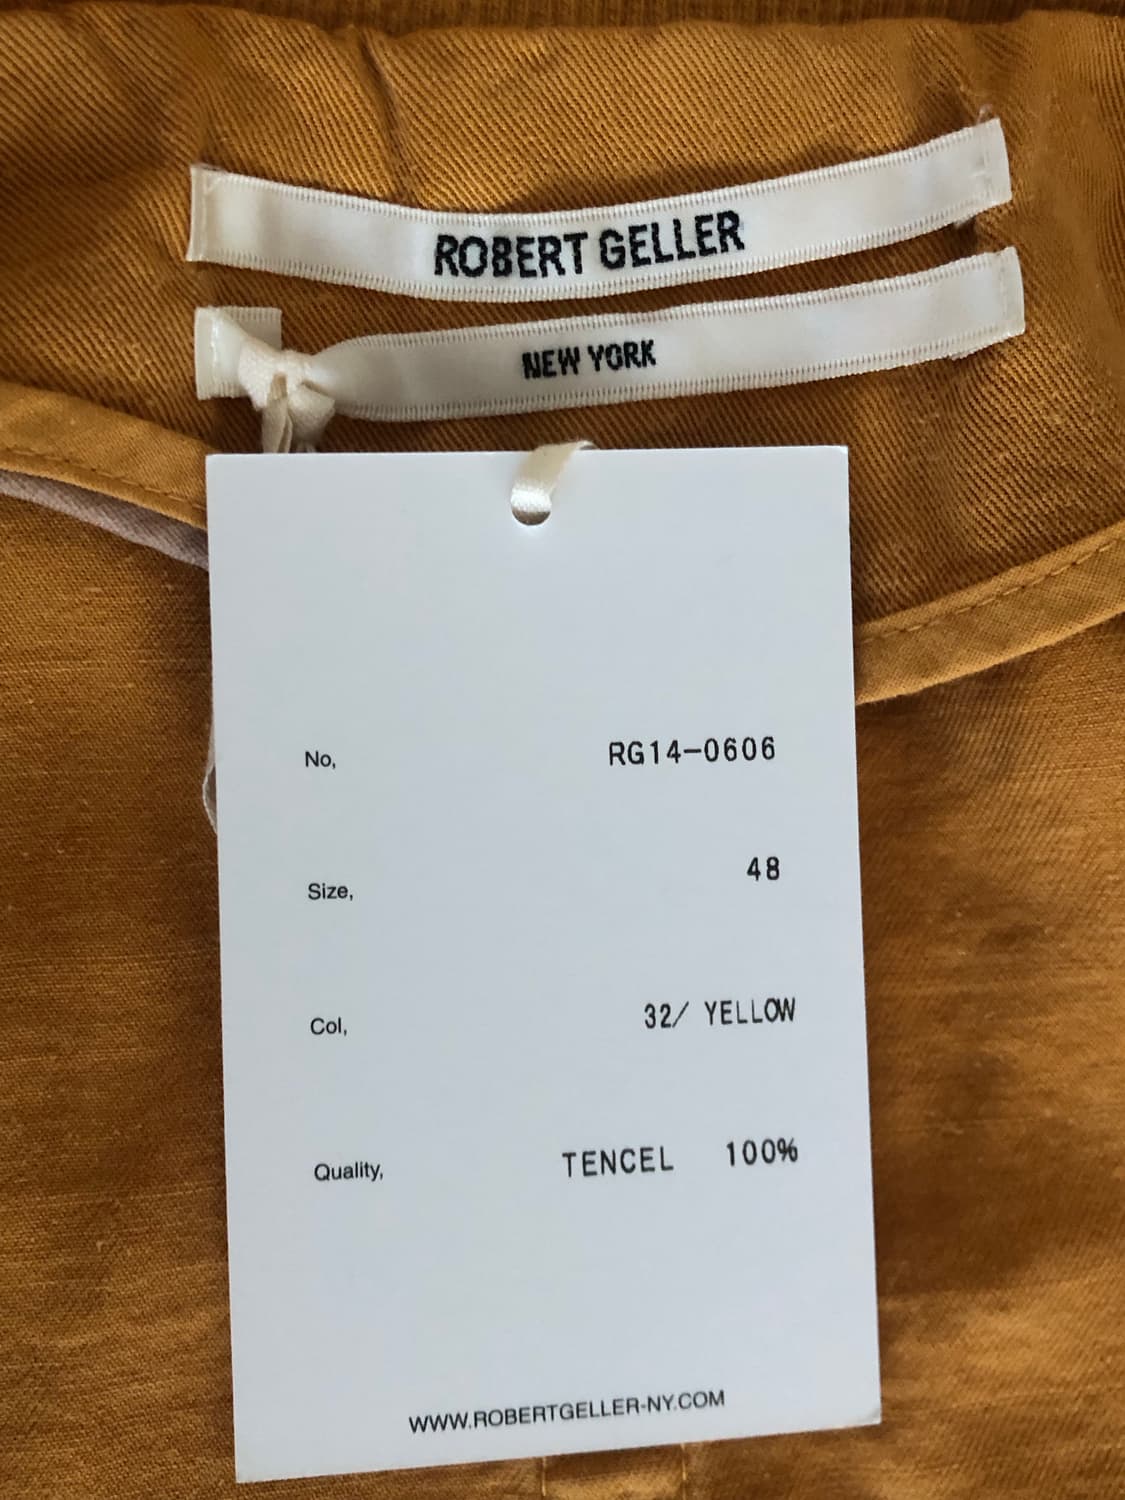 ROBERT GELLER
NEW YORK
No, RG14-0606
Size, 48
Col, 32/ YELLOW
Quality, TENCEL 100%
WWW.ROBERTGELLER-NY.COM